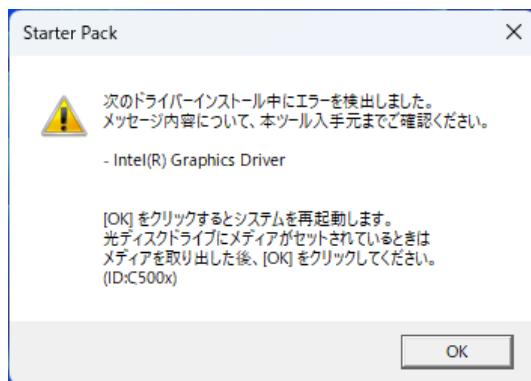 Starter Pack
次のドライバーインストール中にエラーを検出しました。
メッセージ内容について、本ツール入手元までご確認ください。
- Intel(R) Graphics Driver
[OK] をクリックするとシステムを再起動します。
光ディスクドライブにメディアがセットされているときは
メディアを取り出した後、[OK] をクリックしてください。
(ID:C500x)
OK